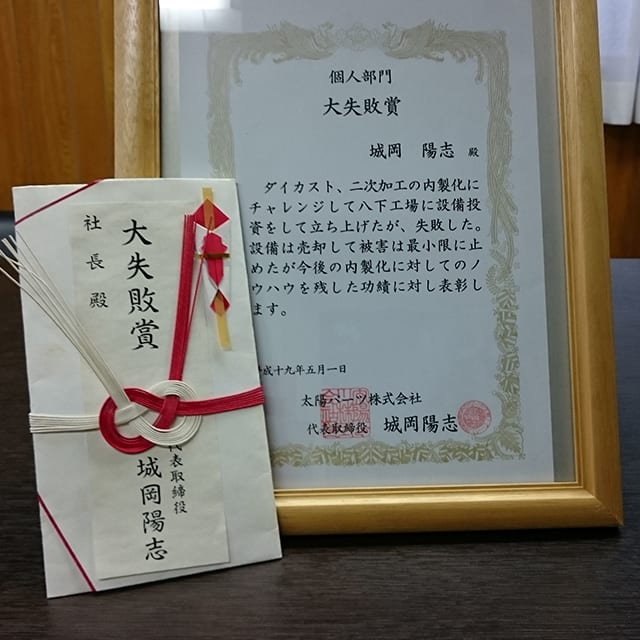 個人部門
大失敗賞
城岡 陽志 殿
ダイカスト、二次加工の内製化に
チャレンジして八下工場に設備投
資をして立ち上げたが、失敗した。
設備は売却して被害は最小限に止
めたが今後の内製化に対してのノ
ウハウを残した功績に対し表彰し
ます。
成十九年五月一日
太陽パーツ株式会社
代表取締役 城岡陽志
大失敗賞
社長殿
代表取締役
城岡陽志